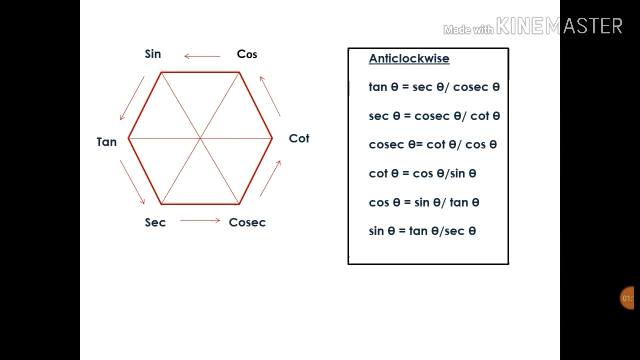 Made with KINEMASTER
Sin
Cos
Tan
Cot
Sec
Cosec
Anticlockwise
tan θ = sec θ/ cosec θ
sec θ = cosec θ/ cot θ
cosec θ= cot θ/ cos θ
cot θ = cos θ/sin θ
cos θ = sin θ/ tan θ
sin θ = tan θ/sec θ